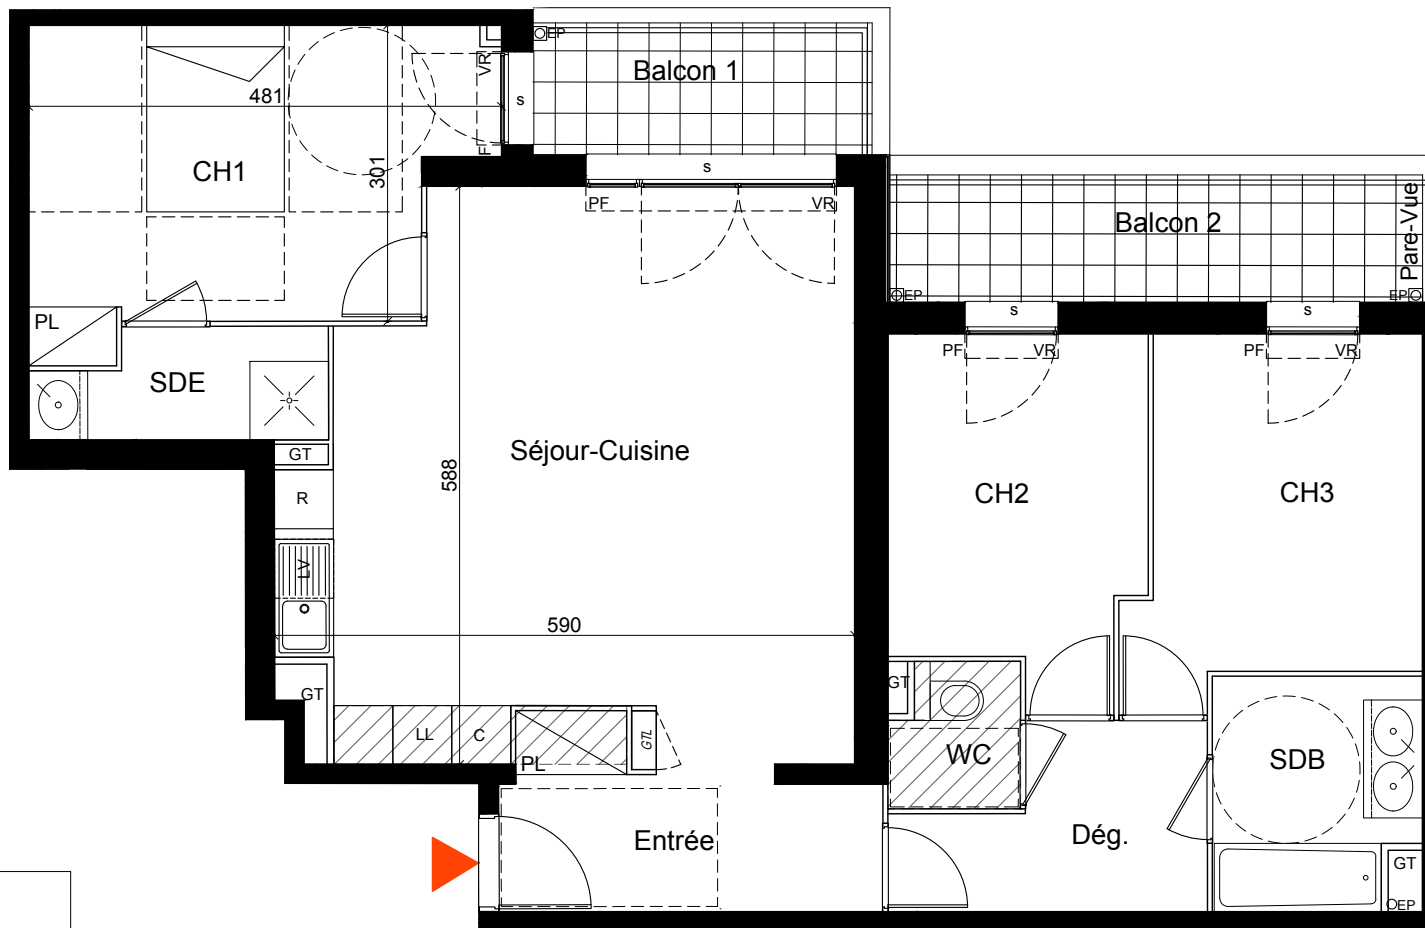 EP
Balcon 1
VR
s
481
CH1
301
F
s
PF
VR
Balcon 2
Pare-Vue
EP
EP
s
s
PL
PF
VR
PF
VR
SDE
GT
Séjour-Cuisine
588
R
CH2
CH3
LV
590
GT
GT
LL
C
GTL
PL
WC
SDB
Entrée
Dég.
GT
EP